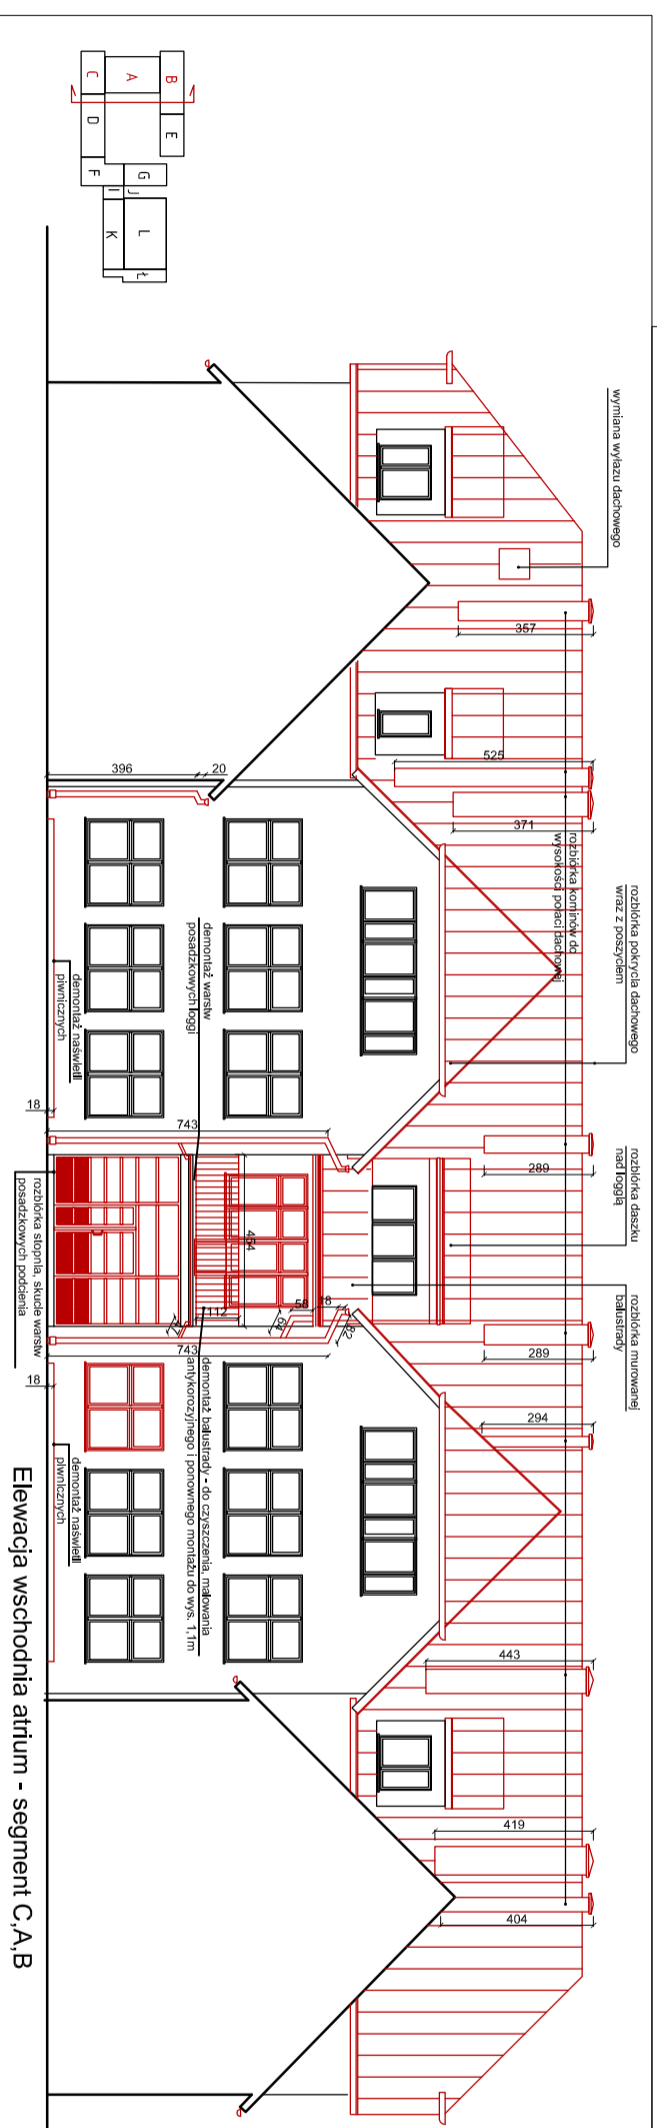 B
A
C
E
D
G
F
J
I
L
K
Ł
wymiana wyłazu dachowego
rozbiórka kominów do
wysokości połaci dachowej
rozbiórka pokrycia dachowego
wraz z poszyciem
rozbiórka daszku
nad loggią
rozbiórka murowanej
balustrady
357
525
371
289
289
294
443
419
404
396
20
demontaż warstw
posadzkowych loggi
demontaż naświetli
piwnicznych
18
743
454
112
58
18
82
64
743
18
rozbiórka stopnia, skucie warstw
posadzkowych podcienia
demontaż balustrady - do czyszczenia, malowania
antykorozyjnego i ponownego montażu do wys. 1,1m
demontaż naświetli
piwnicznych
Elewacja wschodnia atrium - segment C,A,B